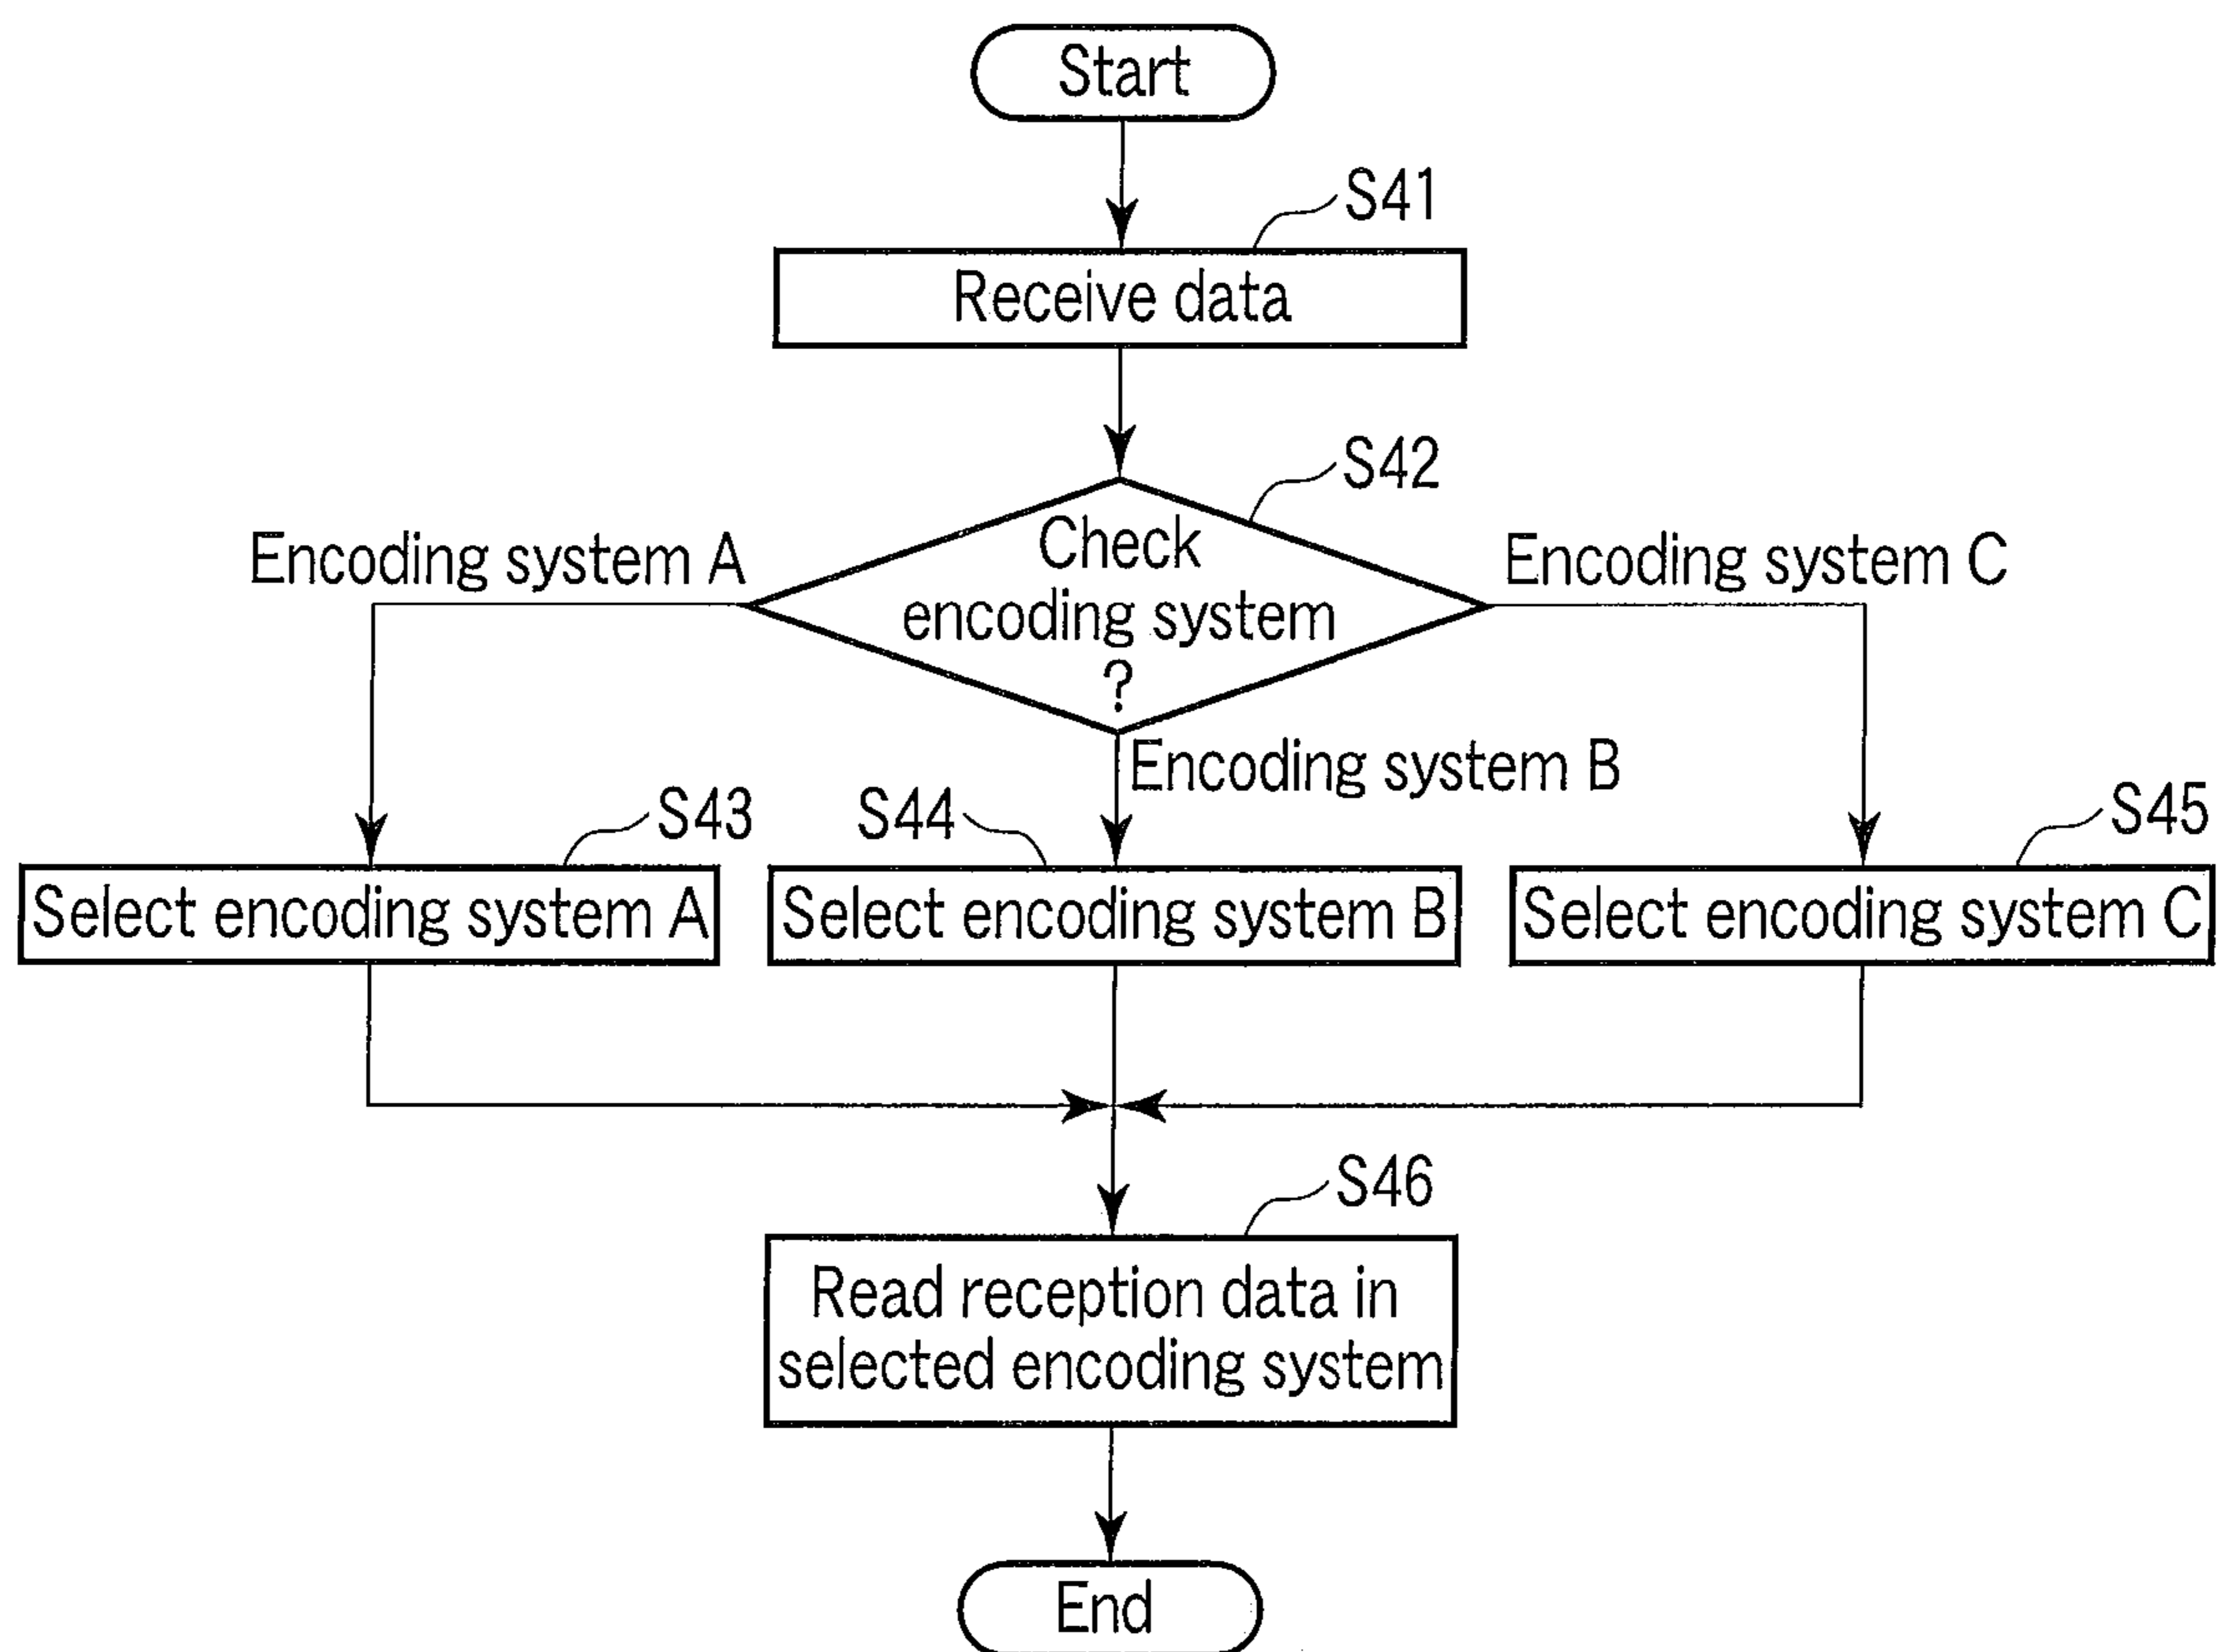 Start
S41
Receive data
S42
Check
encoding system
?
Encoding system A
Encoding system C
Encoding system B
S43
S44
S45
Select encoding system A
Select encoding system B
Select encoding system C
S46
Read reception data in
selected encoding system
End